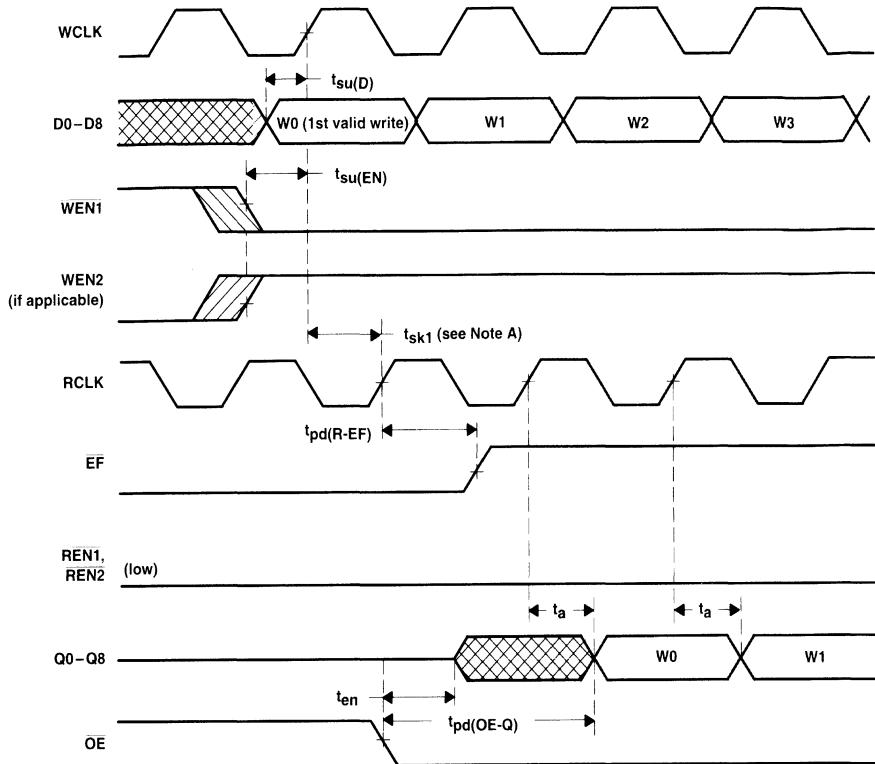 WCLK
tsu(D)
D0–D8
W0 (1st valid write)
W1
W2
W3
tsu(EN)
WEN1
WEN2
(if applicable)
tsk1 (see Note A)
RCLK
tpd(R-EF)
EF
REN1,
REN2
(low)
ta
ta
Q0–Q8
W0
W1
ten
tpd(OE-Q)
OE